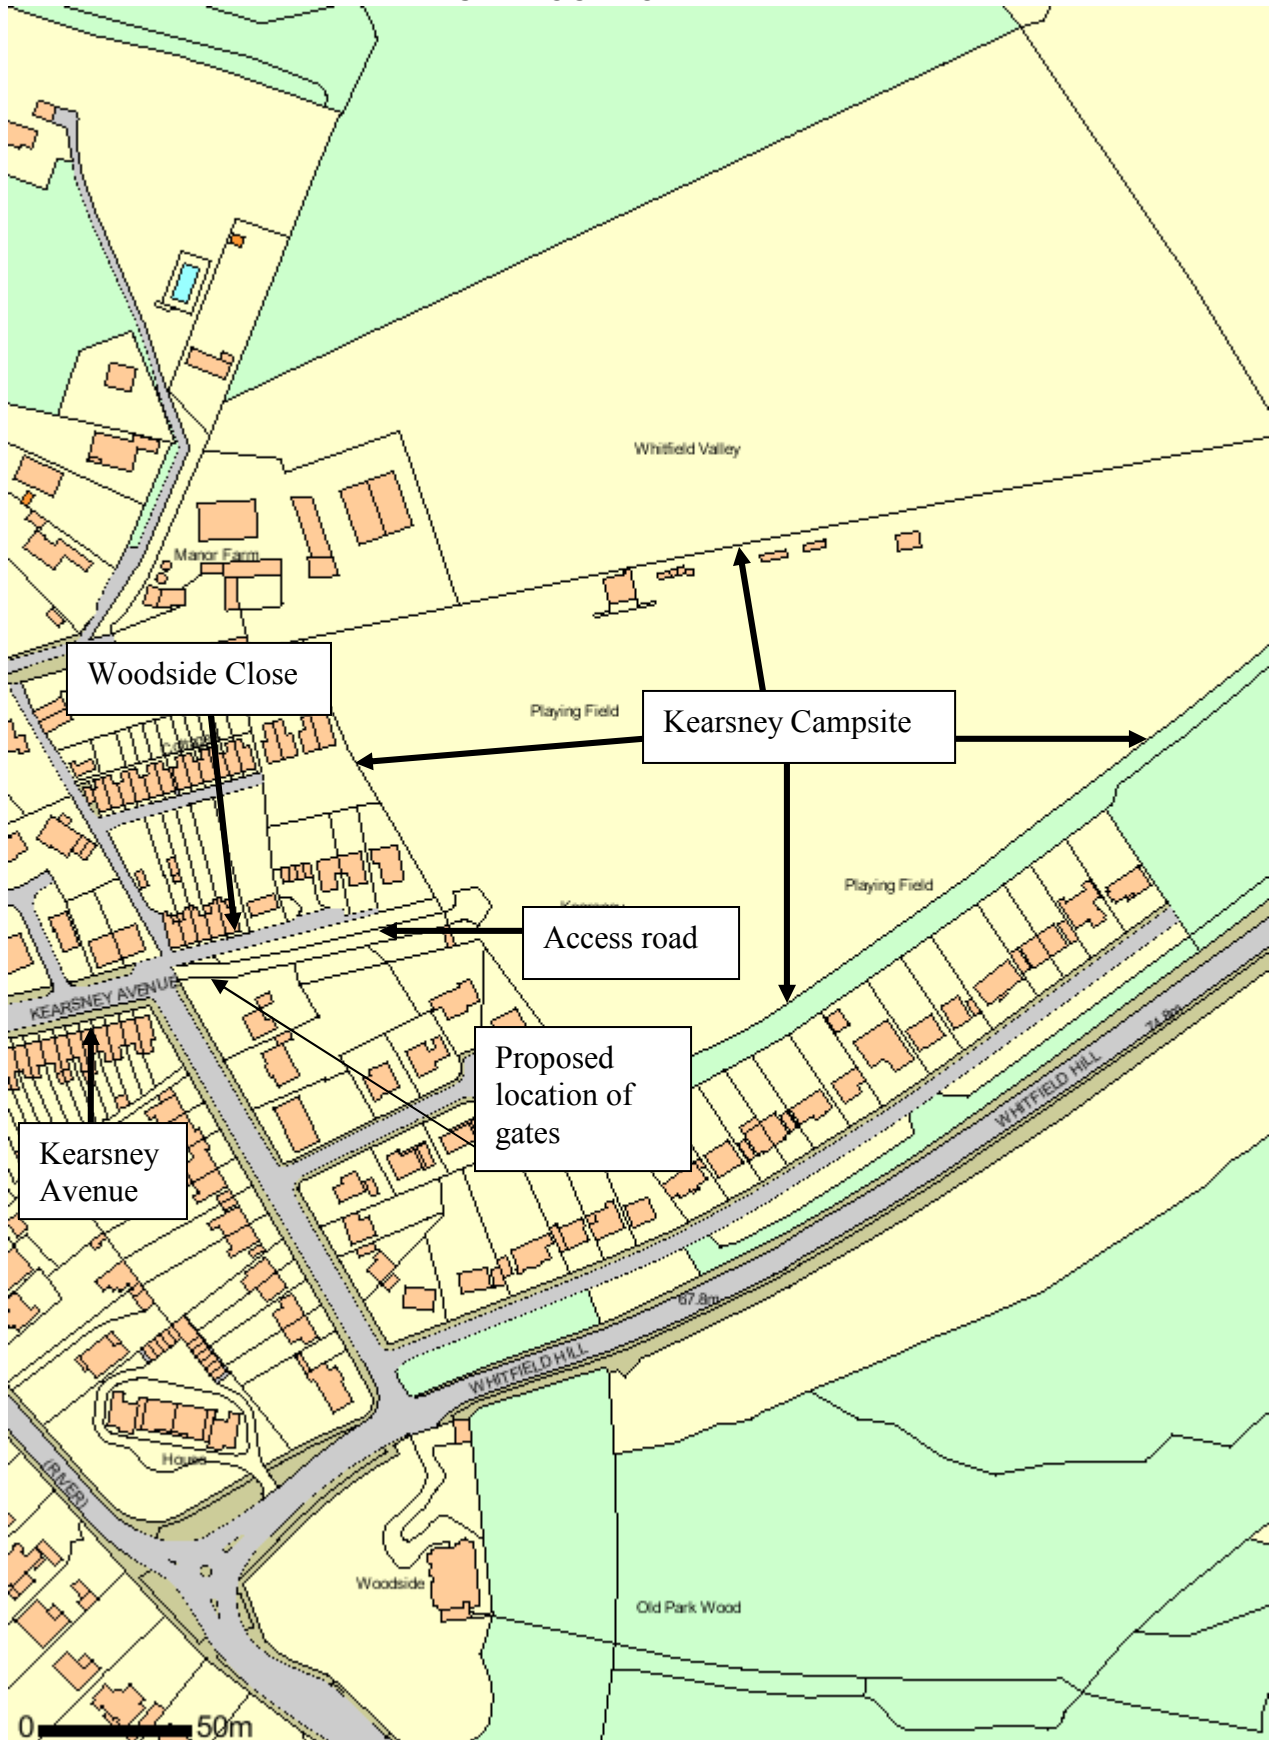 Whitfield Valley
Manor Farm
Woodside Close
Playing Field
Kearsney Campsite
Playing Field
Access road
KEARSNEY AVENUE
Proposed
location of
gates
74.8m
WHITFIELD HILL
Kearsney
Avenue
67.8m
WHITFIELD HILL
House
(RIVER)
Woodside
Old Park Wood
0 50m